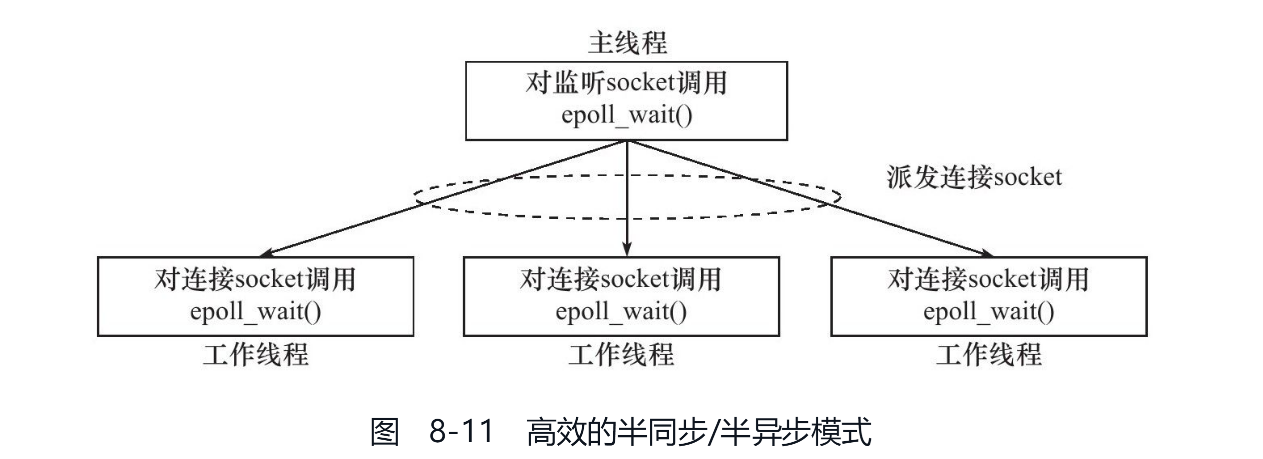 主线程
对监听socket调用
epoll_wait()
派发连接socket
对连接socket调用
epoll_wait()
工作线程
对连接socket调用
epoll_wait()
工作线程
对连接socket调用
epoll_wait()
工作线程
图 8-11 高效的半同步/半异步模式